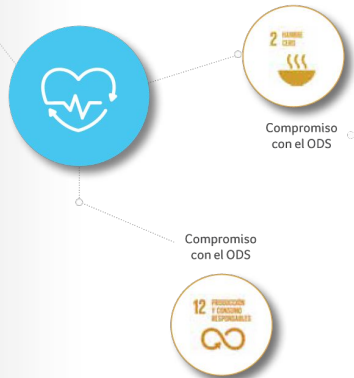 2 HAMBRE
CERO
Compromiso
con el ODS
Compromiso
con el ODS
12 PRODUCCIÓN
Y CONSUMO
RESPONSABLES